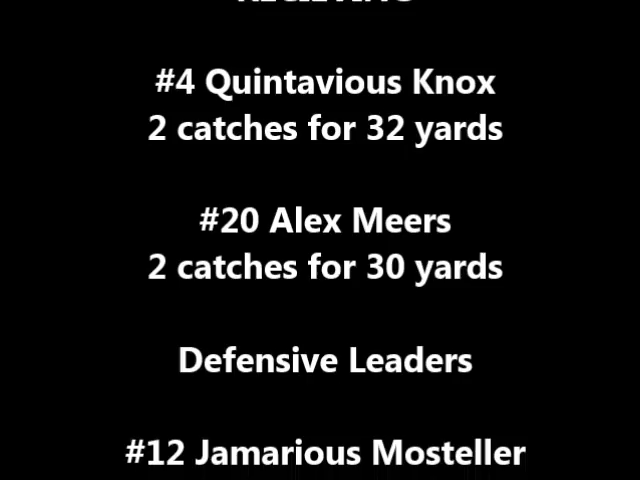 #4 Quintavious Knox
2 catches for 32 yards
#20 Alex Meers
2 catches for 30 yards
Defensive Leaders
#12 Jamarious Mosteller